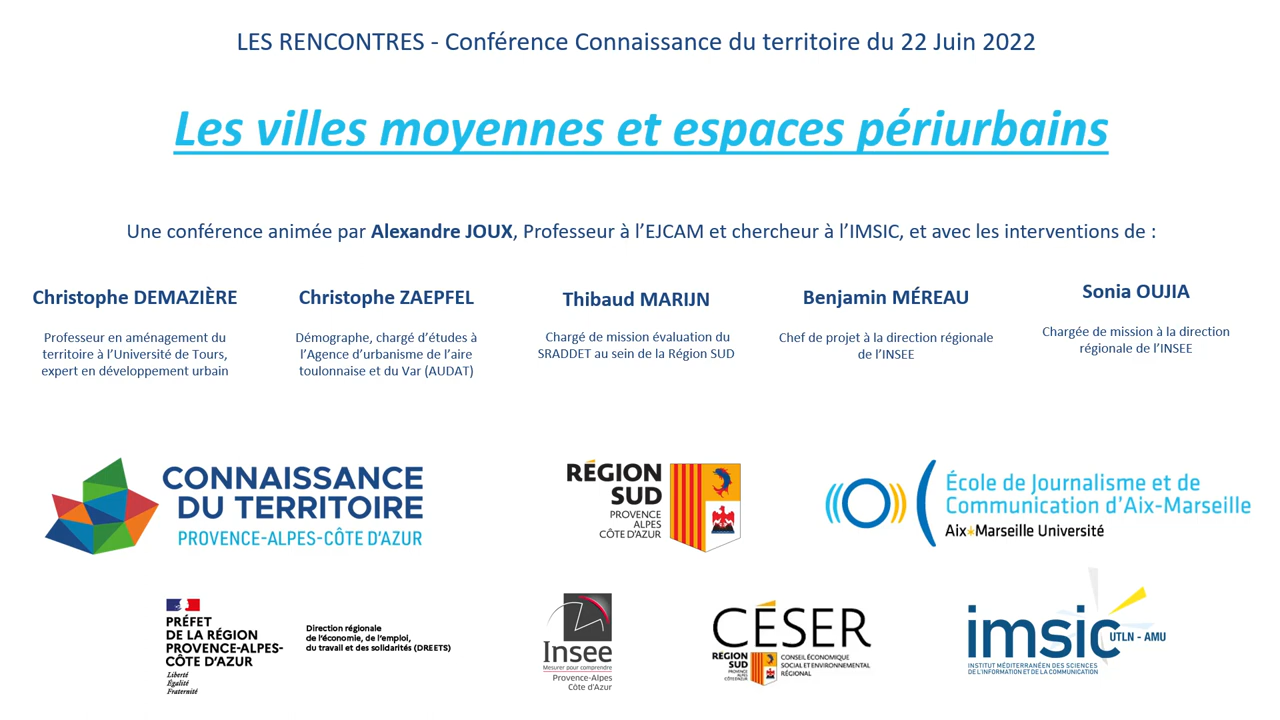 LES RENCONTRES - Conférence Connaissance du territoire du 22 Juin 2022
Les villes moyennes et espaces périurbains
Une conférence animée par Alexandre JOUX, Professeur à l'EJCAM et chercheur à l'IMSIC, et avec les interventions de :
Christophe DEMAZIÈRE
Professeur en aménagement du
territoire à l'Université de Tours,
expert en développement urbain
Christophe ZAEPFEL
Démographe, chargé d'études à
l'Agence d'urbanisme de l'aire
toulonnaise et du Var (AUDAT)
Thibaud MARIJN
Chargé de mission évaluation du
SRADDET au sein de la Région SUD
Benjamin MÉREAU
Chef de projet à la direction régionale
de l'INSEE
Sonia OUJIA
Chargée de mission à la direction
régionale de l'INSEE
CONNAISSANCE
DU TERRITOIRE
PROVENCE-ALPES-CÔTE D'AZUR
RÉGION
SUD
PROVENCE
ALPES
CÔTE D'AZUR
École de Journalisme et de
Communication d'Aix-Marseille
Aix*Marseille Université
PRÉFET
DE LA RÉGION
PROVENCE-ALPES-
CÔTE D'AZUR
Liberté
Égalité
Fraternité
Direction régionale
de l'économie, de l'emploi,
du travail et des solidarités (DREETS)
Insee
Mesurer pour comprendre
Provence-Alpes
Côte d'Azur
CÉSER
RÉGION
SUD
PROVENCE
ALPES
CÔTE D'AZUR
CONSEIL ÉCONOMIQUE
SOCIAL ET ENVIRONNEMENTAL
RÉGIONAL
imsic
UTLN - AMU
INSTITUT MÉDITERRANÉEN DES SCIENCES
DE L'INFORMATION ET DE LA COMMUNICATION